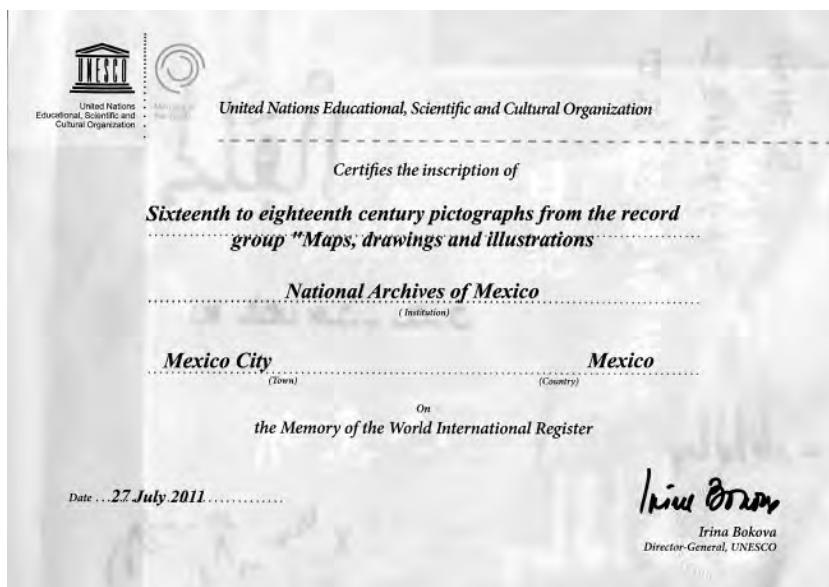 UNESCO
United Nations
Educational, Scientific and
Cultural Organization
United Nations Educational, Scientific and Cultural Organization
Certifies the inscription of
Sixteenth to eighteenth century pictographs from the record
group "Maps, drawings and illustrations
National Archives of Mexico
(Institution)
Mexico City Mexico
(Town) (Country)
On
the Memory of the World International Register
Date ...27 July 2011.............
Irina Bokova
Irina Bokova
Director-General, UNESCO